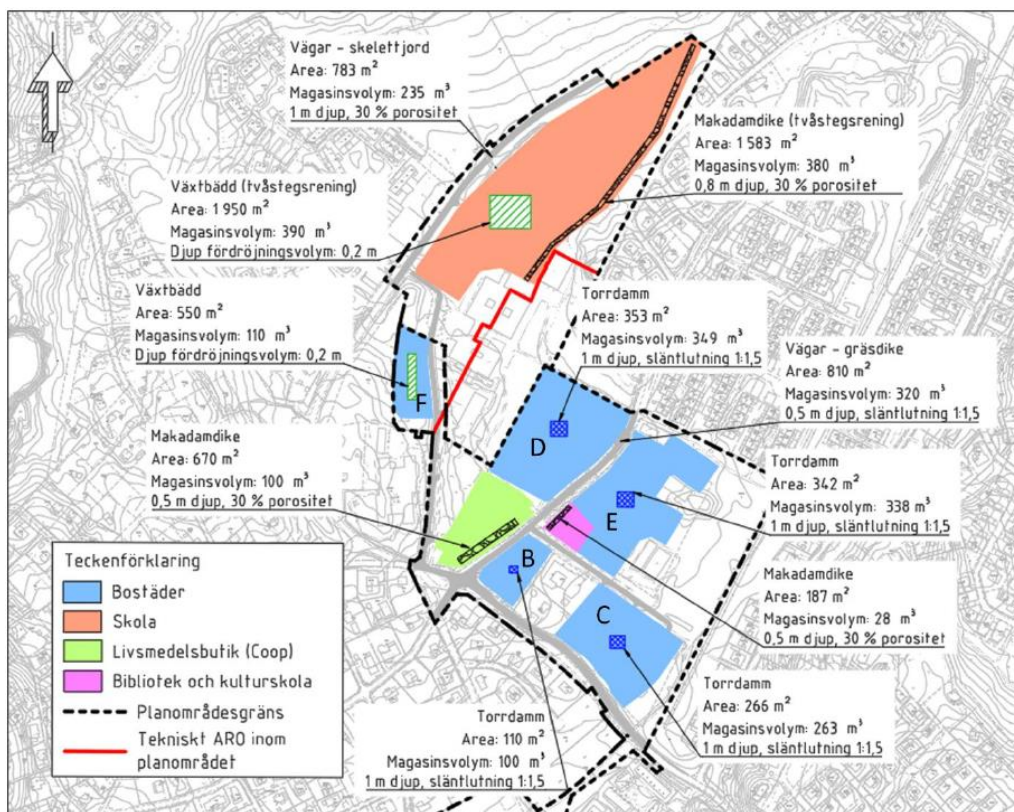 Vägar – skelettjord
Area: 783 m²
Magasinsvolym: 235 m³
1 m djup, 30 % porositet
Makadamdike (tvåstegsrening)
Area: 1 583 m²
Magasinsvolym: 380 m³
0,8 m djup, 30 % porositet
Växtbädd (tvåstegsrening)
Area: 1 950 m²
Magasinsvolym: 390 m³
Djup fördröjningsvolym: 0,2 m
Växtbädd
Area: 550 m²
Magasinsvolym: 110 m³
Djup fördröjningsvolym: 0,2 m
Torrdamm
Area: 353 m²
Magasinsvolym: 349 m³
1 m djup, släntlutning 1:1,5
Vägar – gräsdike
Area: 810 m²
Magasinsvolym: 320 m³
0,5 m djup, släntlutning 1:1,5
F
D
Makadamdike
Area: 670 m²
Magasinsvolym: 100 m³
0,5 m djup, 30 % porositet
Torrdamm
Area: 342 m²
Magasinsvolym: 338 m³
1 m djup, släntlutning 1:1,5
E
B
C
Makadamdike
Area: 187 m²
Magasinsvolym: 28 m³
0,5 m djup, 30 % porositet
Teckenförklaring
Bostäder
Skola
Livsmedelsbutik (Coop)
Bibliotek och kulturskola
Planområdesgräns
Tekniskt ARO inom
planområdet
Torrdamm
Area: 110 m²
Magasinsvolym: 100 m³
1 m djup, släntlutning 1:1,5
Torrdamm
Area: 266 m²
Magasinsvolym: 263 m³
1 m djup, släntlutning 1:1,5